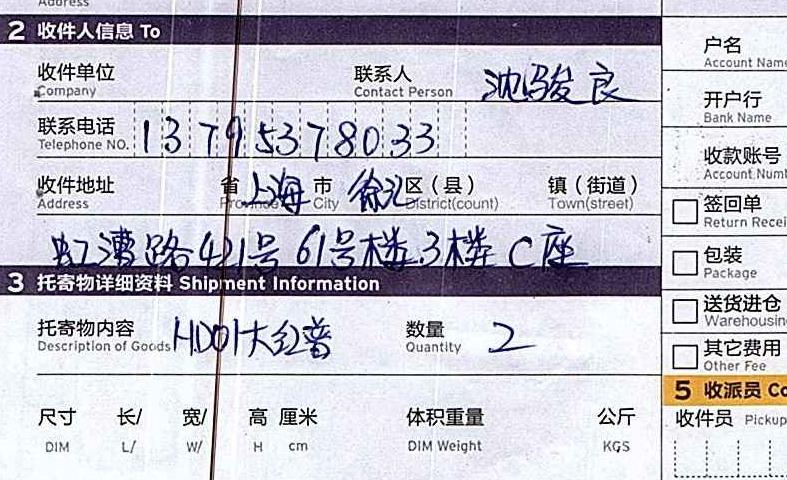 Address
2 收件人信息 To
收件单位 联系人 沈骏良
Company Contact Person
联系电话 13795378033
Telephone NO.
收件地址 省 上海 市 徐汇 区（县） 镇（街道）
Address Province City District(count) Town(street)
虹漕路421号 61号楼.3楼 C座
3 托寄物详细资料 Shipment Information
托寄物内容 HD01大红普 数量 2
Description of Goods Quantity
尺寸 长/ 宽/ 高 厘米 体积重量 公斤
DIM L/ W/ H cm DIM Weight KGS
户名
Account Name
开户行
Bank Name
收款账号
Account Numb
签回单
Return Recei
包装
Package
送货进仓
Warehousin
其它费用
Other Fee
5 收派员 Co
收件员 Pickup